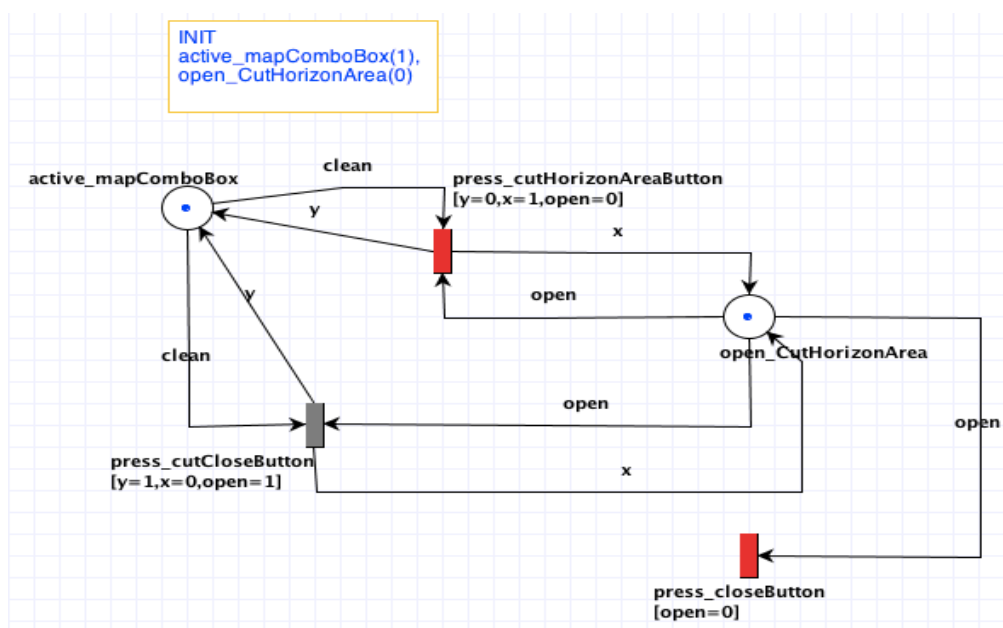 INIT
active_mapComboBox(1),
open_CutHorizonArea(0)
clean
active_mapComboBox
press_cutHorizonAreaButton
[y=0,x=1,open=0]
y
x
open
y
open_CutHorizonArea
clean
open
open
press_cutCloseButton
[y=1,x=0,open=1]
x
press_closeButton
[open=0]